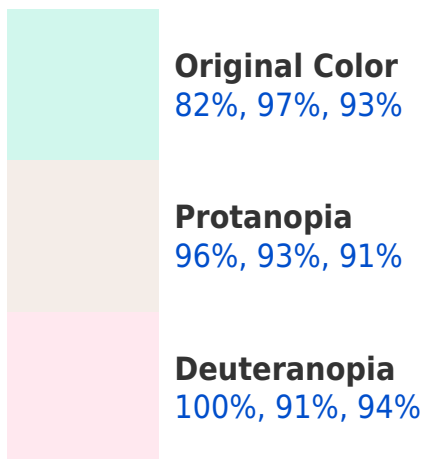 Original Color
82%, 97%, 93%
Protanopia
96%, 93%, 91%
Deuteranopia
100%, 91%, 94%